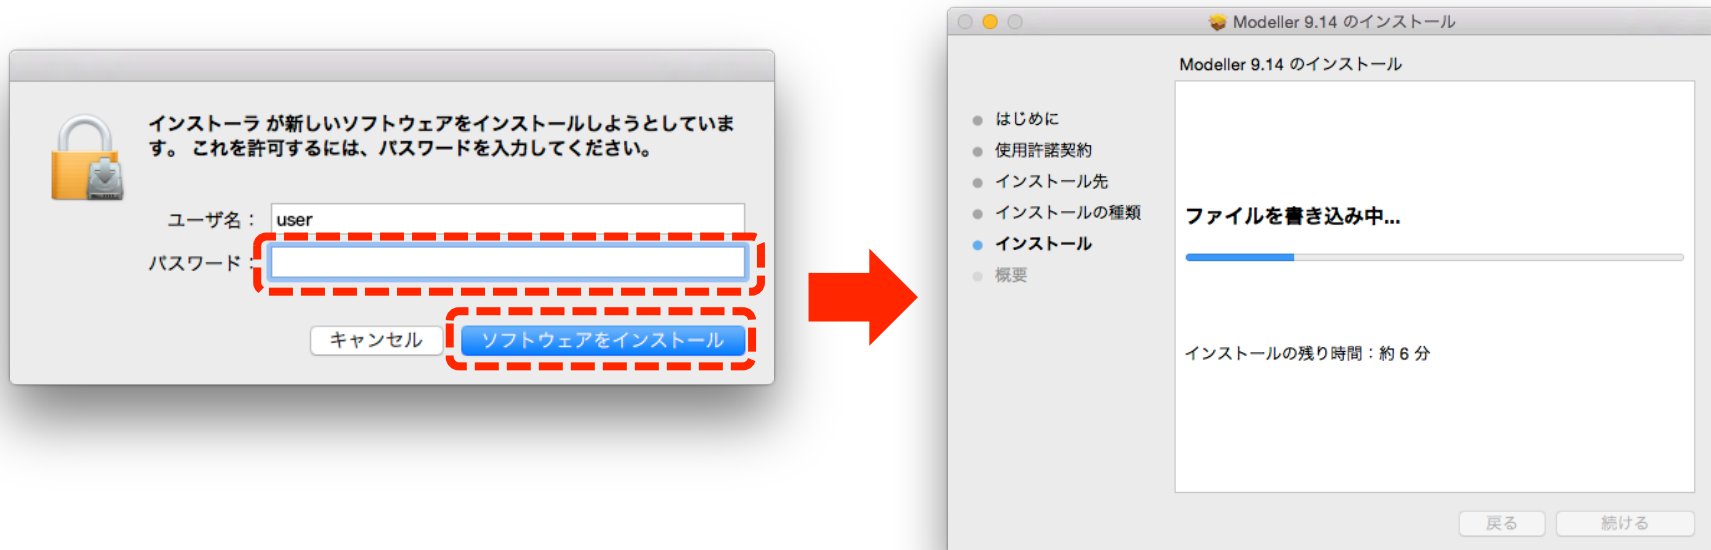 インストーラ が新しいソフトウェアをインストールしようとしていま
す。 これを許可するには、パスワードを入力してください。
ユーザ名：
user
パスワード：
キャンセル
ソフトウェアをインストール
Modeller 9.14 のインストール
Modeller 9.14 のインストール
はじめに
使用許諾契約
インストール先
インストールの種類
インストール
概要
ファイルを書き込み中...
インストールの残り時間：約 6 分
戻る
続ける